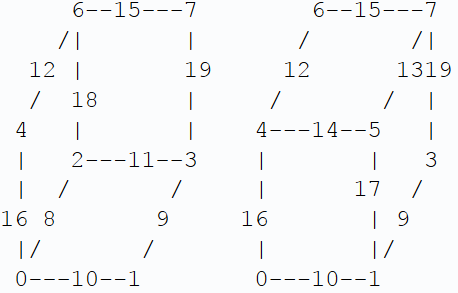 6--15---7          6--15---7
     /|       |         /       /|
   12 |       19      12      1319
   /  18      |       /       /  |
  4   |       |      4---14--5   |
  |   2---11--3      |       |   3
  |  /       /       |      17  /
 16 8       9       16       | 9
  |/       /         |       |/
  0---10--1          0---10--1